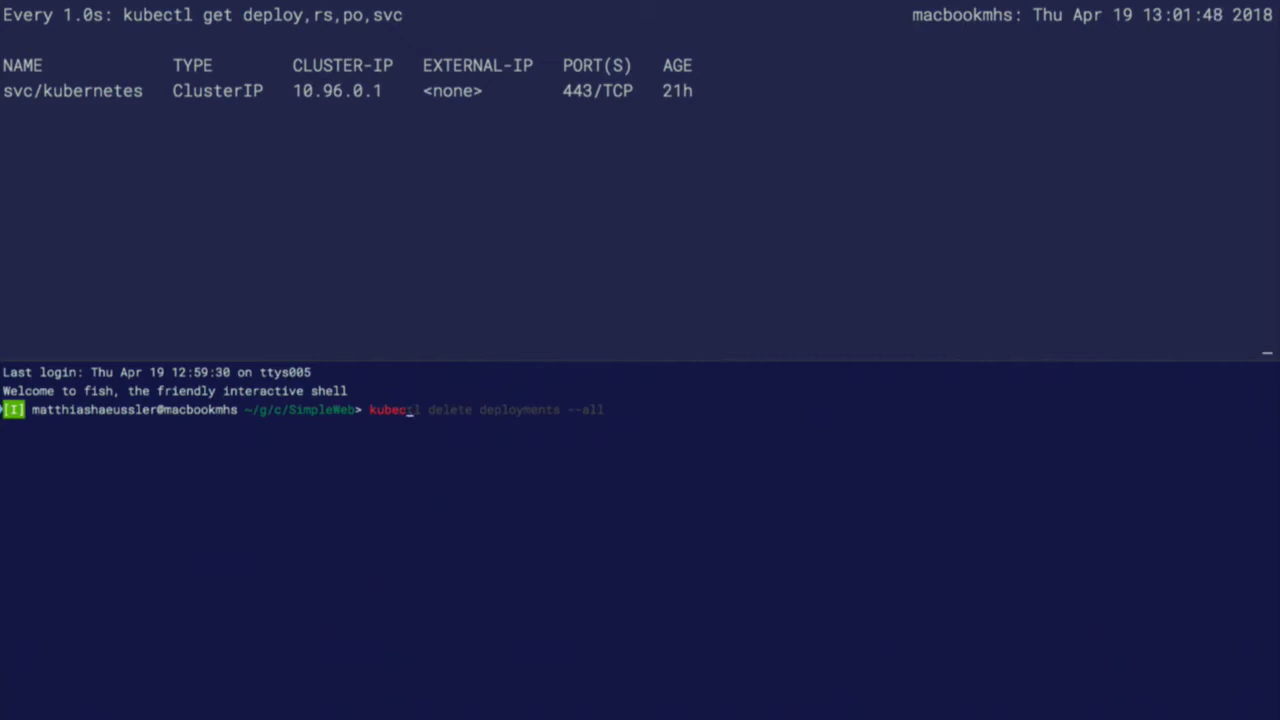 Every 1.0s: kubectl get deploy,rs,po,svc macbookmhs: Thu Apr 19 13:01:48 2018
NAME TYPE CLUSTER-IP EXTERNAL-IP PORT(S) AGE
svc/kubernetes ClusterIP 10.96.0.1 <none> 443/TCP 21h
Last login: Thu Apr 19 12:59:30 on ttys005
Welcome to fish, the friendly interactive shell
[I] matthiashaeussler@macbookmhs ~/g/c/SimpleWeb> kubectl delete deployments --all